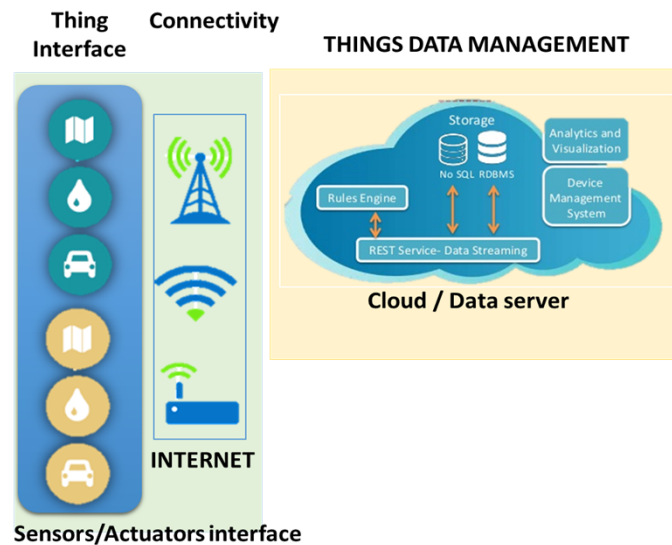 Thing
Interface
Connectivity
THINGS DATA MANAGEMENT
Storage
No SQL RDBMS
Analytics and
Visualization
Device
Management
System
Rules Engine
REST Service- Data Streaming
Cloud / Data server
INTERNET
Sensors/Actuators interface